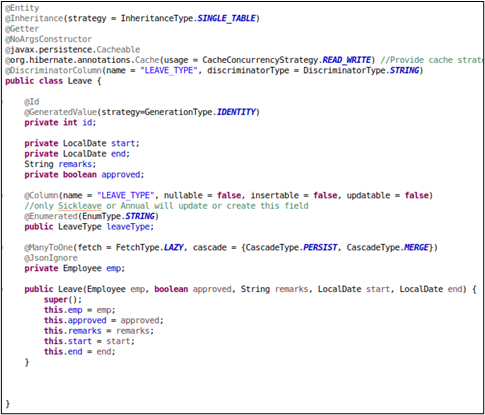 @Entity
@Inheritance(strategy = InheritanceType.SINGLE_TABLE)
@Getter
@NoArgsConstructor
@javax.persistence.Cacheable
@org.hibernate.annotations.Cache(usage = CacheConcurrencyStrategy.READ_WRITE) //Provide cache strate
@DiscriminatorColumn(name = "LEAVE_TYPE", discriminatorType = DiscriminatorType.STRING)
public class Leave {
@Id
@GeneratedValue(strategy=GenerationType.IDENTITY)
private int id;
private LocalDate start;
private LocalDate end;
String remarks;
private boolean approved;
@Column(name = "LEAVE_TYPE", nullable = false, insertable = false, updatable = false)
//only Sickleave or Annual will update or create this field
@Enumerated(EnumType.STRING)
public LeaveType leaveType;
@ManyToOne(fetch = FetchType.LAZY, cascade = {CascadeType.PERSIST, CascadeType.MERGE})
@JsonIgnore
private Employee emp;
public Leave(Employee emp, boolean approved, String remarks, LocalDate start, LocalDate end) {
super();
this.emp = emp;
this.approved = approved;
this.remarks = remarks;
this.start = start;
this.end = end;
}
}